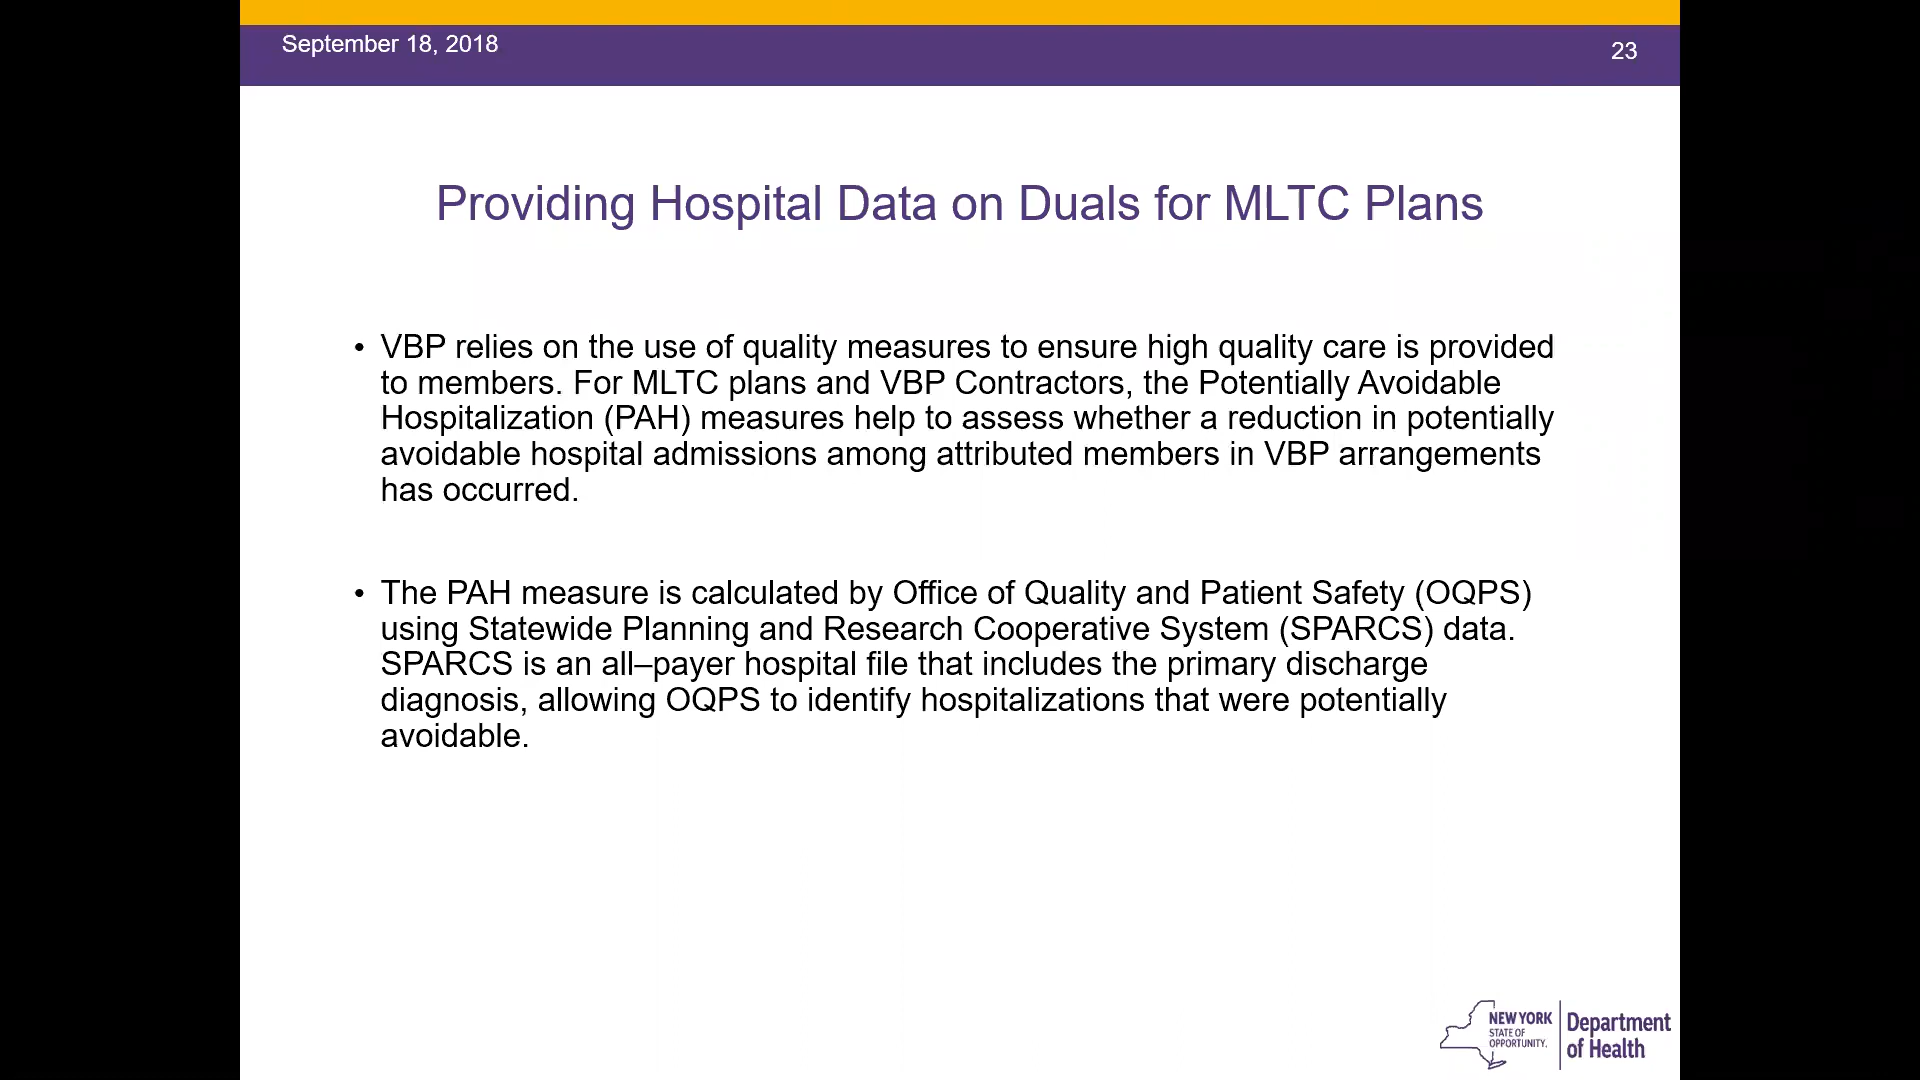 September 18, 2018
23
Providing Hospital Data on Duals for MLTC Plans
• VBP relies on the use of quality measures to ensure high quality care is provided
to members. For MLTC plans and VBP Contractors, the Potentially Avoidable
Hospitalization (PAH) measures help to assess whether a reduction in potentially
avoidable hospital admissions among attributed members in VBP arrangements
has occurred.
• The PAH measure is calculated by Office of Quality and Patient Safety (OQPS)
using Statewide Planning and Research Cooperative System (SPARCS) data.
SPARCS is an all–payer hospital file that includes the primary discharge
diagnosis, allowing OQPS to identify hospitalizations that were potentially
avoidable.
NEW YORK
STATE OF
OPPORTUNITY.
Department
of Health